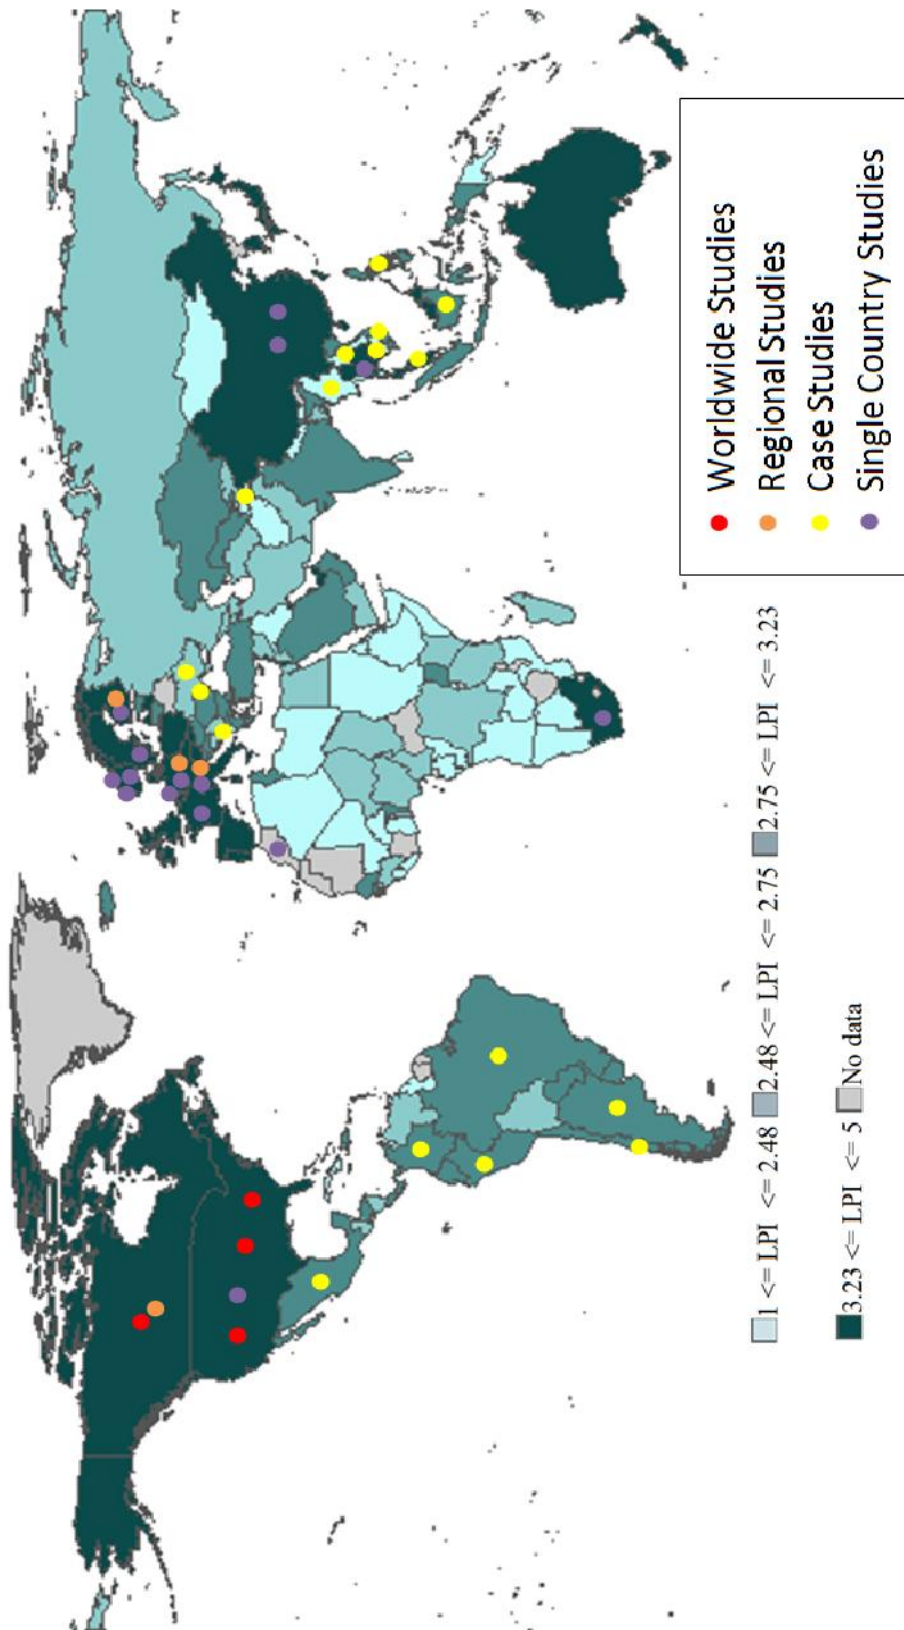 Worldwide Studies
Regional Studies
Case Studies
Single Country Studies
1 <= LPI <= 2.48 2.48 <= LPI <= 2.75 2.75 <= LPI <= 3.23
3.23 <= LPI <= 5 No data